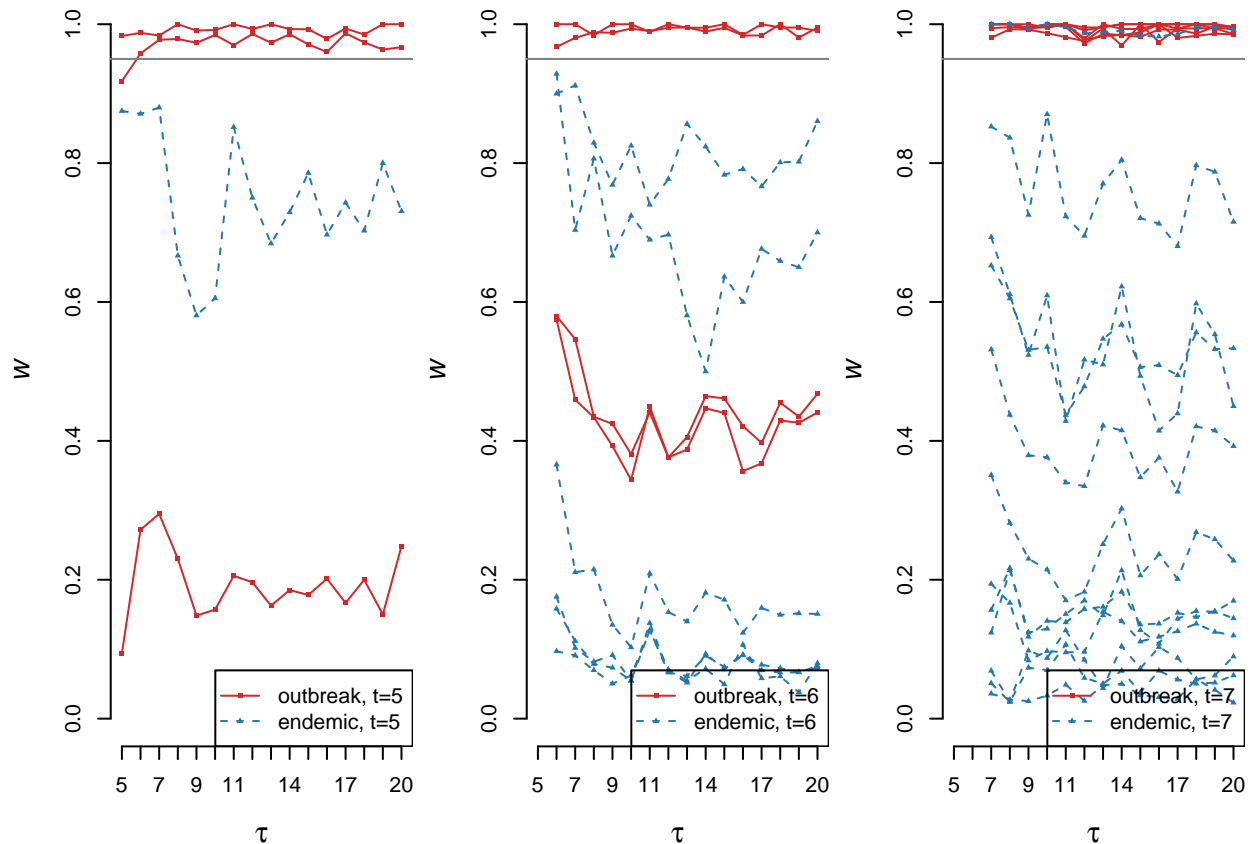 1.0
0.8
0.6
0.4
0.2
0.0
w
outbreak, t=5
endemic, t=5
5 7 9 11 14 17 20
τ
1.0
0.8
0.6
0.4
0.2
0.0
w
outbreak, t=6
endemic, t=6
5 7 9 11 14 17 20
τ
1.0
0.8
0.6
0.4
0.2
0.0
w
outbreak, t=7
endemic, t=7
5 7 9 11 14 17 20
τ